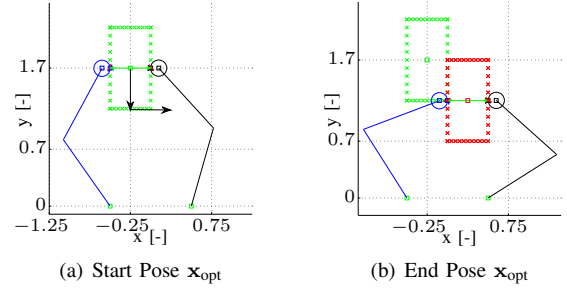 y [-]
1.7
0.7
0
−1.25
−0.25
0.75
x [-]
(a) Start Pose x_opt
y [-]
1.7
0.7
0
−0.25
0.75
x [-]
(b) End Pose x_opt